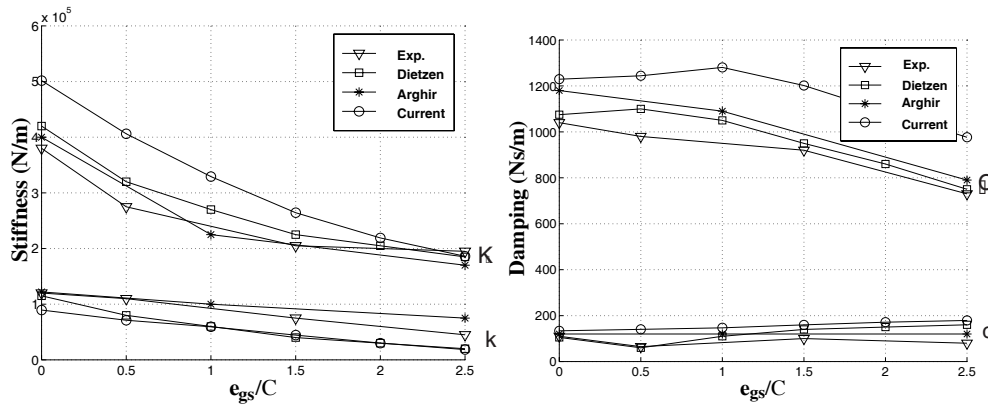 x 10^5
6
5
4
3
2
1
0
Stiffness (N/m)
Exp.
Dietzen
Arghir
Current
K
k
0
0.5
1
1.5
2
2.5
e_gs/C
1400
1200
1000
800
600
400
200
0
Damping (Ns/m)
Exp.
Dietzen
Arghir
Current
0
0.5
1
1.5
2
2.5
e_gs/C